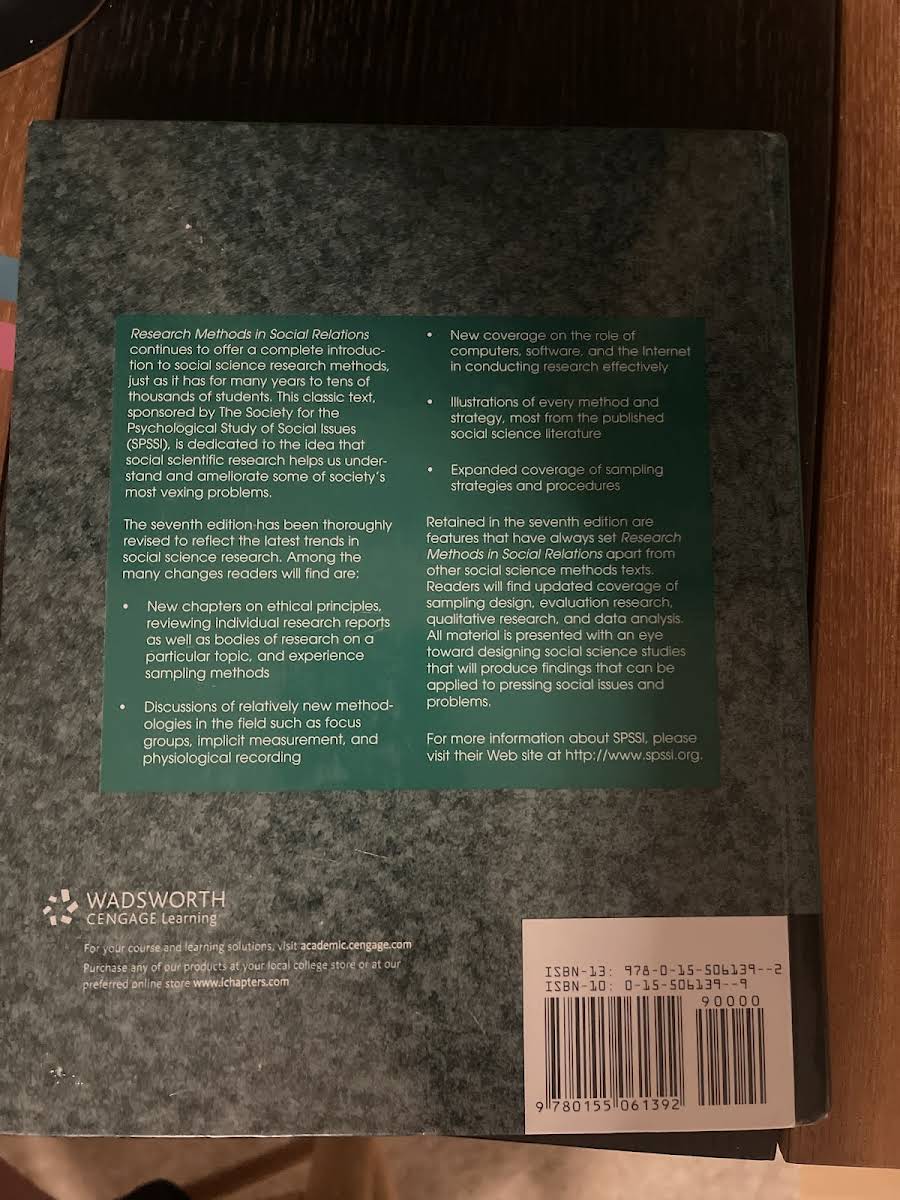 Research Methods in Social Relations
continues to offer a complete introduc-
tion to social science research methods,
just as it has for many years to tens of
thousands of students. This classic text,
sponsored by The Society for the
Psychological Study of Social Issues
(SPSSI), is dedicated to the idea that
social scientific research helps us under-
stand and ameliorate some of society's
most vexing problems.
The seventh edition has been thoroughly
revised to reflect the latest trends in
social science research. Among the
many changes readers will find are:
• New chapters on ethical principles,
reviewing individual research reports
as well as bodies of research on a
particular topic, and experience
sampling methods
• Discussions of relatively new method-
ologies in the field such as focus
groups, implicit measurement, and
physiological recording
• New coverage on the role of
computers, software, and the Internet
in conducting research effectively
• Illustrations of every method and
strategy, most from the published
social science literature
• Expanded coverage of sampling
strategies and procedures
Retained in the seventh edition are
features that have always set Research
Methods in Social Relations apart from
other social science methods texts.
Readers will find updated coverage of
sampling design, evaluation research,
qualitative research, and data analysis.
All material is presented with an eye
toward designing social science studies
that will produce findings that can be
applied to pressing social issues and
problems.
For more information about SPSSI, please
visit their Web site at http://www.spssi.org.
WADSWORTH
CENGAGE Learning
For your course and learning solutions, visit academic.cengage.com
Purchase any of our products at your local college store or at our
preferred online store www.ichapters.com
ISBN-13: 978-0-15-506139--2
ISBN-10: 0-15-506139--9
90000
9 780155 061392